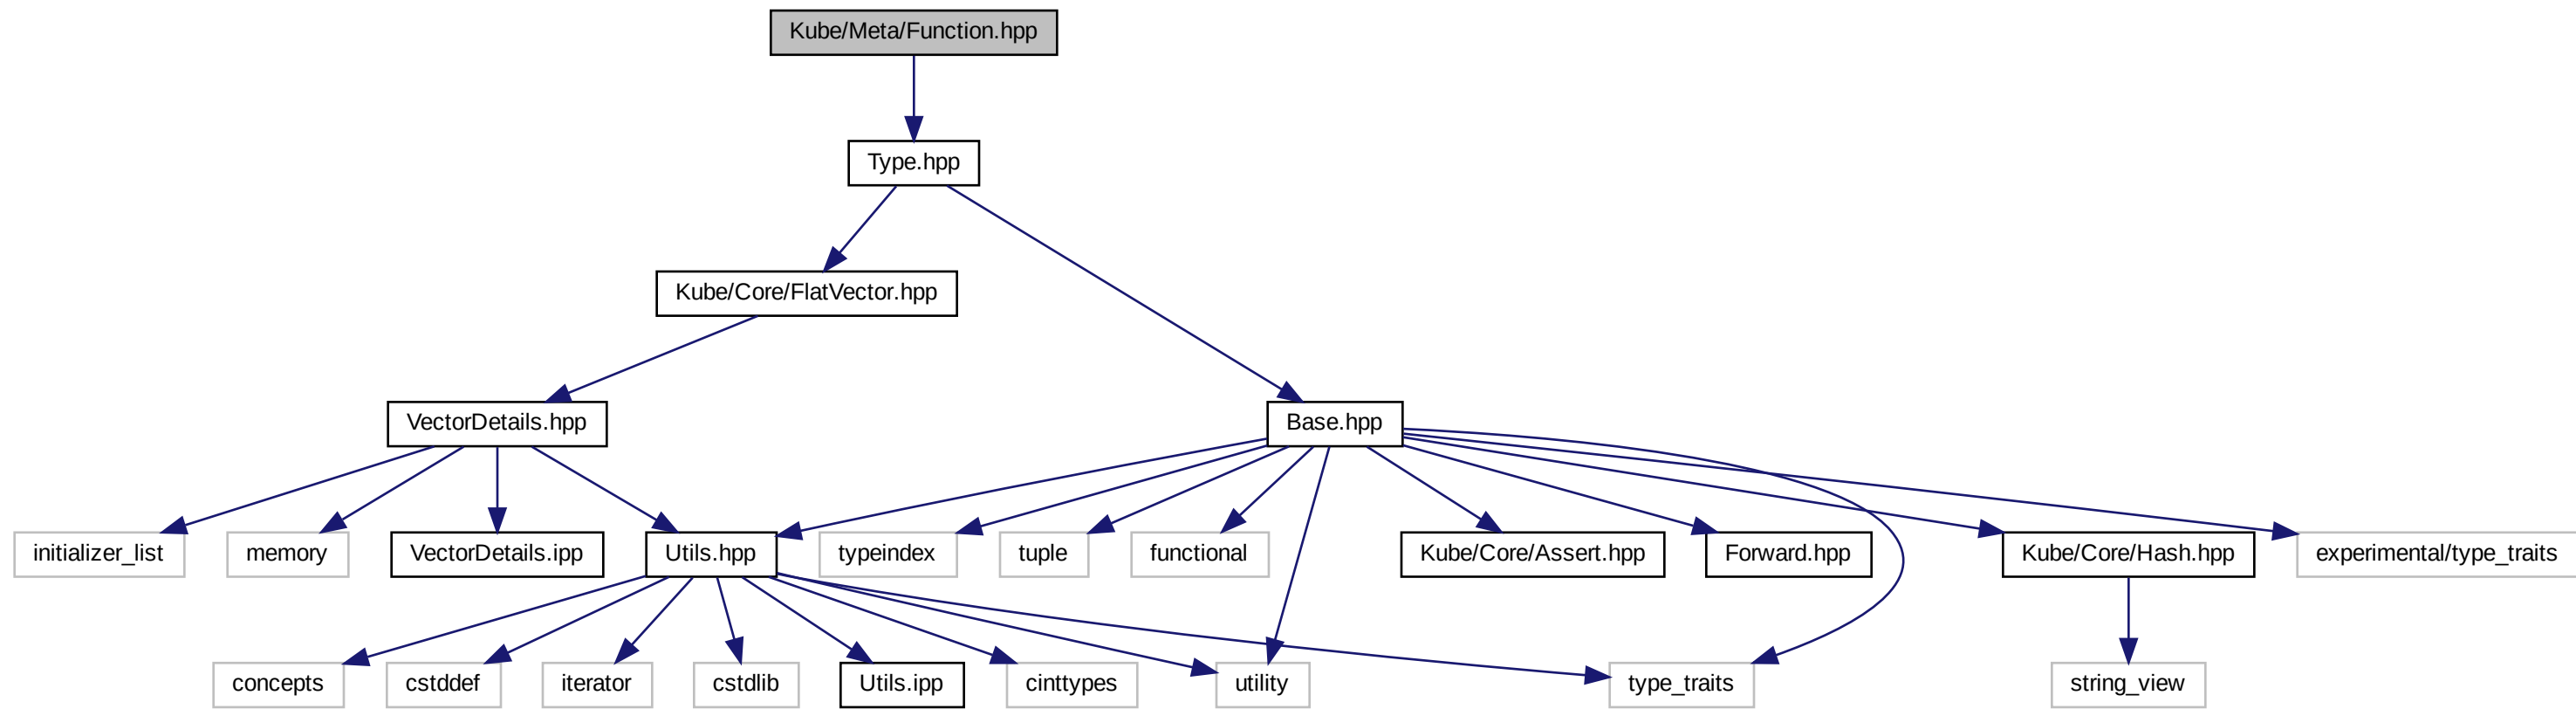 Kube/Meta/Function.hpp
Type.hpp
Kube/Core/FlatVector.hpp
VectorDetails.hpp
Base.hpp
initializer_list
memory
VectorDetails.ipp
Utils.hpp
typeindex
tuple
functional
Kube/Core/Assert.hpp
Forward.hpp
Kube/Core/Hash.hpp
experimental/type_traits
concepts
cstddef
iterator
cstdlib
Utils.ipp
cinttypes
utility
type_traits
string_view